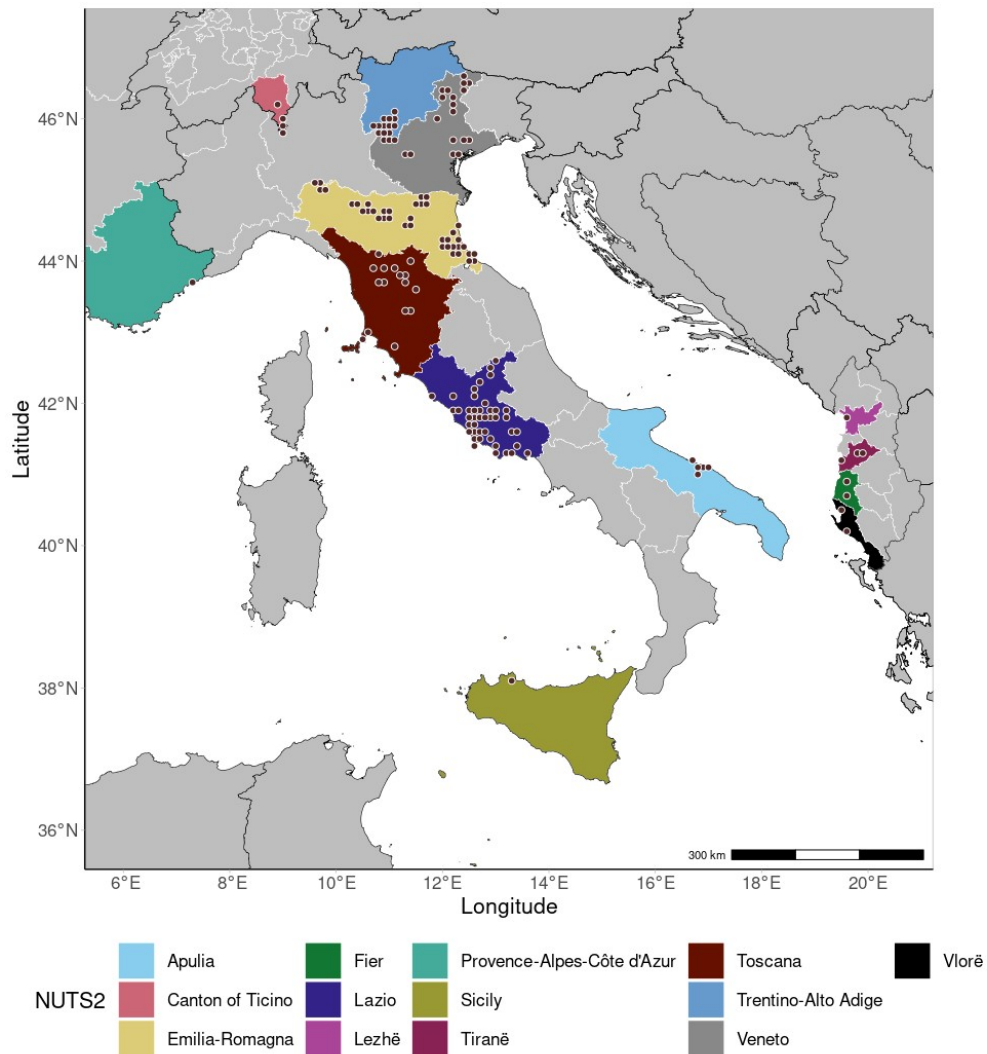 46°N
44°N
42°N
40°N
38°N
36°N
Latitude
300 km
6°E 8°E 10°E 12°E 14°E 16°E 18°E 20°E
Longitude
NUTS2
Apulia Fier Provence-Alpes-Côte d'Azur Toscana Vlorë
Canton of Ticino Lazio Sicily Trentino-Alto Adige
Emilia-Romagna Lezhë Tiranë Veneto